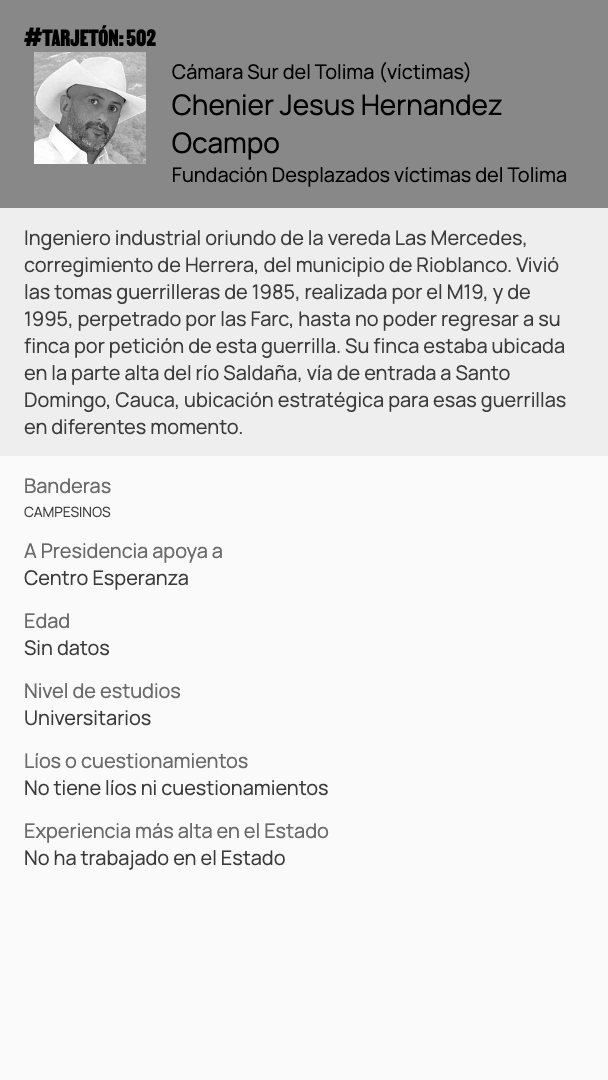 #TARJETÓN: 502
Cámara Sur del Tolima (víctimas)
Chenier Jesus Hernandez
Ocampo
Fundación Desplazados víctimas del Tolima
Ingeniero industrial oriundo de la vereda Las Mercedes,
corregimiento de Herrera, del municipio de Rioblanco. Vivió
las tomas guerrilleras de 1985, realizada por el M19, y de
1995, perpetrado por las Farc, hasta no poder regresar a su
finca por petición de esta guerrilla. Su finca estaba ubicada
en la parte alta del río Saldaña, vía de entrada a Santo
Domingo, Cauca, ubicación estratégica para esas guerrillas
en diferentes momento.
Banderas
CAMPESINOS
A Presidencia apoya a
Centro Esperanza
Edad
Sin datos
Nivel de estudios
Universitarios
Líos o cuestionamientos
No tiene líos ni cuestionamientos
Experiencia más alta en el Estado
No ha trabajado en el Estado